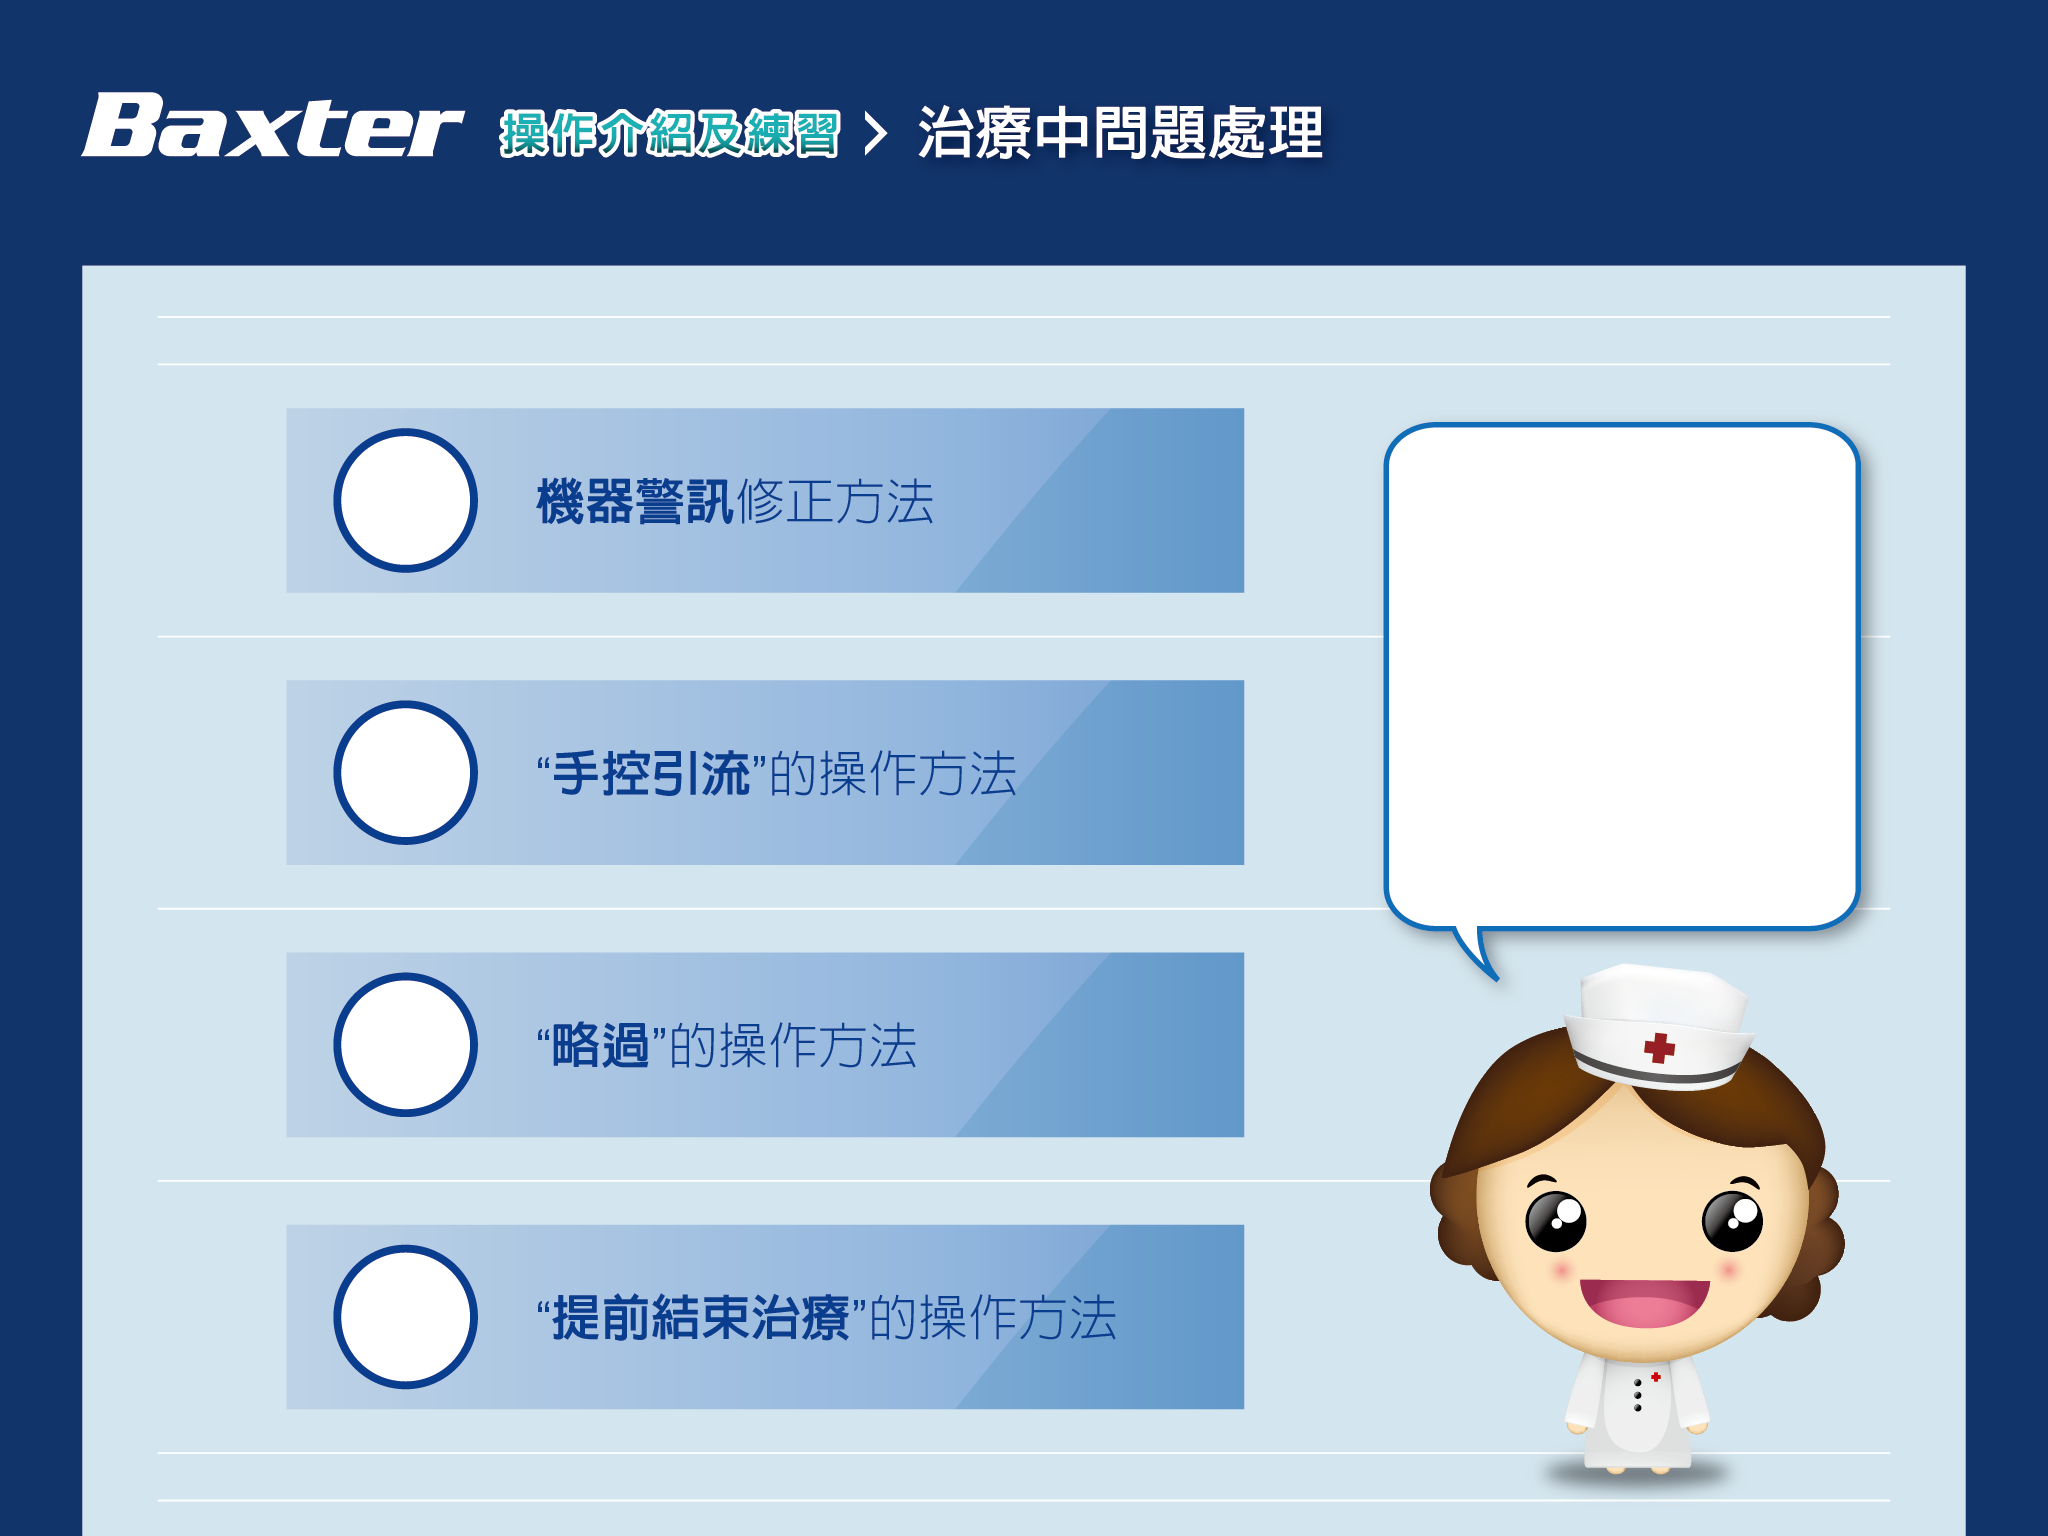 Baxter 操作介紹及練習 > 治療中問題處理
機器警訊修正方法
“手控引流”的操作方法
“略過”的操作方法
“提前結束治療”的操作方法